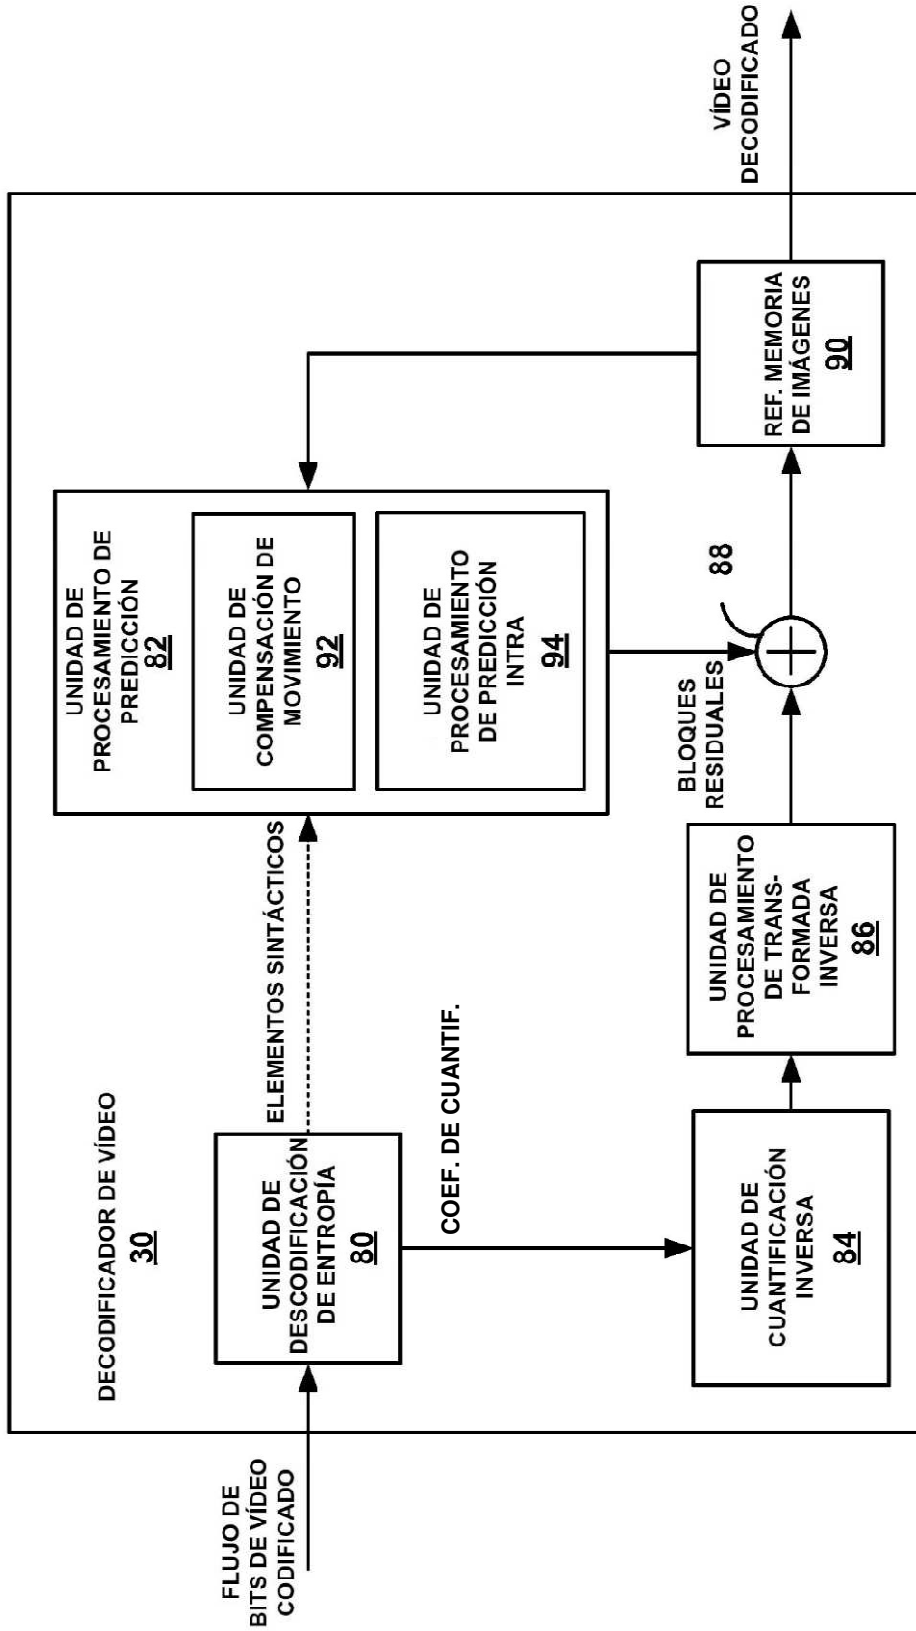 DECODIFICADOR DE VÍDEO
30
FLUJO DE
BITS DE VÍDEO
CODIFICADO
UNIDAD DE
DESCODIFICACIÓN
DE ENTROPÍA
80
ELEMENTOS SINTÁCTICOS
COEF. DE CUANTIF.
UNIDAD DE
PROCESAMIENTO DE
PREDICCIÓN
82
UNIDAD DE
COMPENSACIÓN DE
MOVIMIENTO
92
UNIDAD DE
PROCESAMIENTO
DE PREDICCIÓN
INTRA
94
UNIDAD DE
CUANTIFICACIÓN
INVERSA
84
UNIDAD DE
PROCESAMIENTO
DE TRANS-
FORMADA
INVERSA
86
BLOQUES
RESIDUALES
88
REF. MEMORIA
DE IMÁGENES
90
VÍDEO
DECODIFICADO